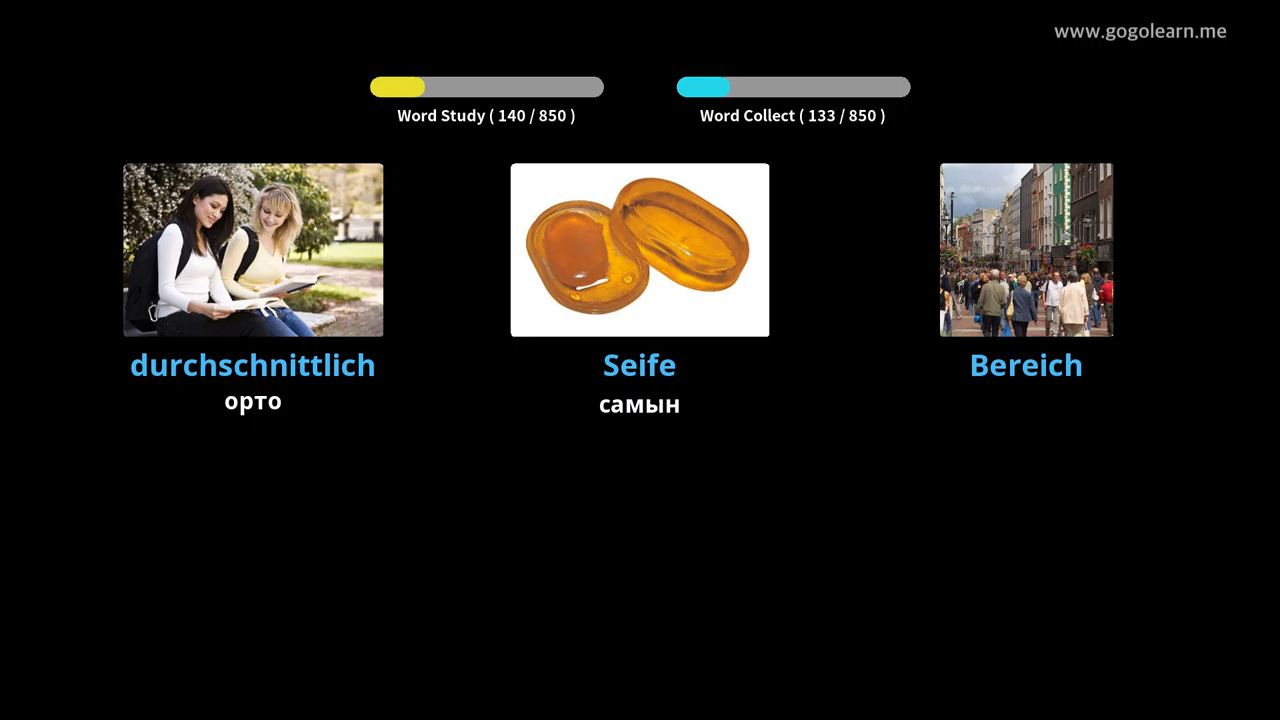 www.gogolearn.me
Word Study ( 140 / 850 )
Word Collect ( 133 / 850 )
durchschnittlich
орто
Seife
самын
Bereich